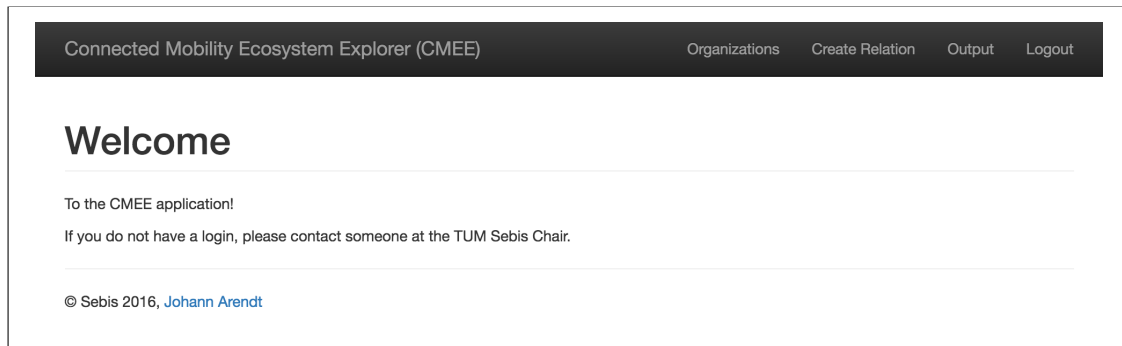 Connected Mobility Ecosystem Explorer (CMEE) Organizations Create Relation Output Logout
Welcome
To the CMEE application!
If you do not have a login, please contact someone at the TUM Sebis Chair.
© Sebis 2016, Johann Arendt